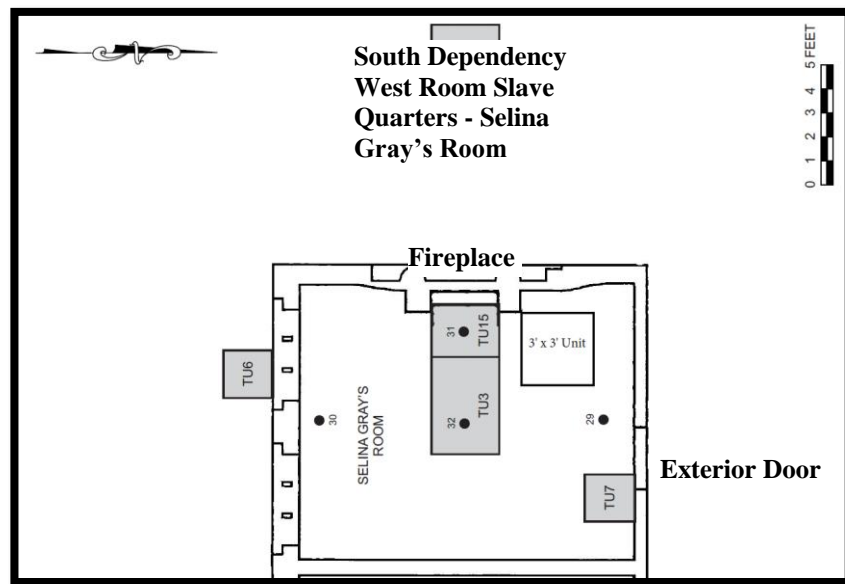 South Dependency
West Room Slave
Quarters - Selina
Gray's Room
5 FEET
4
3
2
1
0
Fireplace
31
TU15
3' x 3' Unit
TU6
30
SELINA GRAY'S
ROOM
32
TU3
29
Exterior Door
TU7